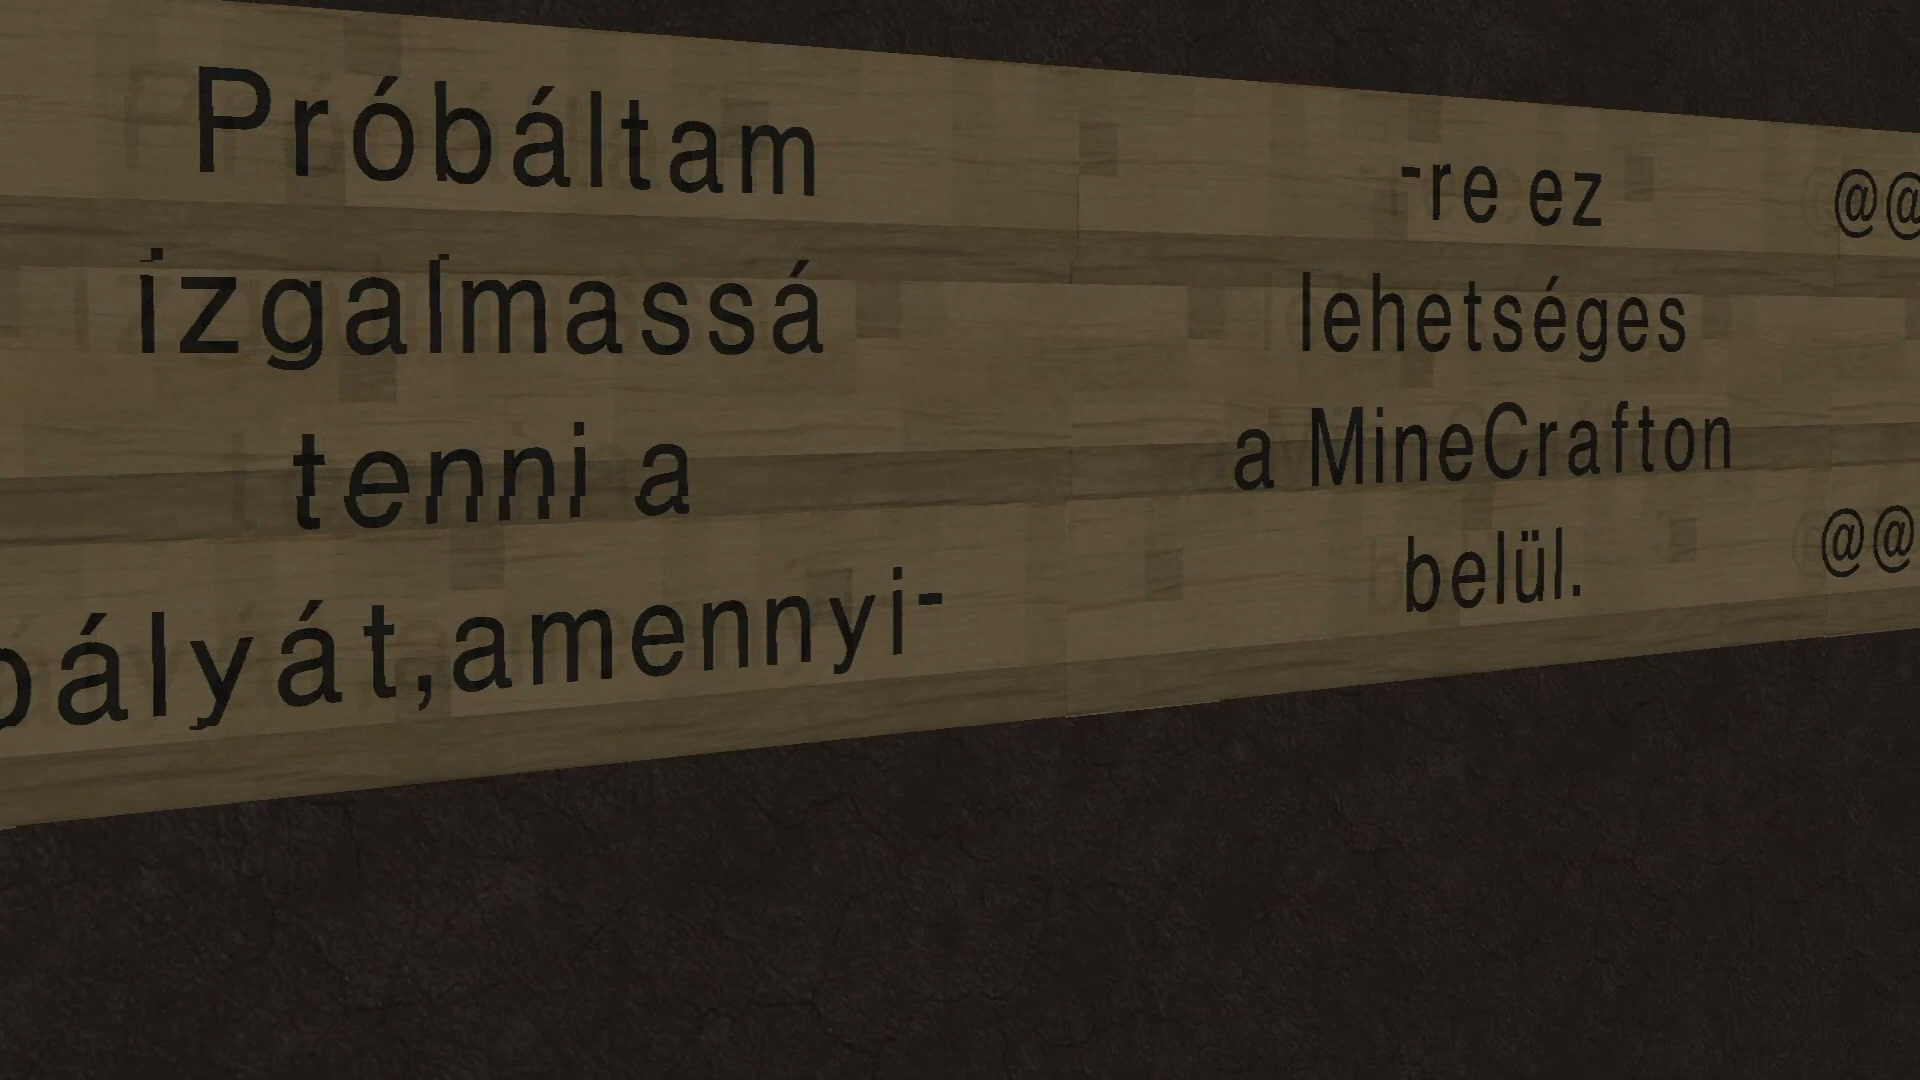 Próbáltam
izgalmassá
tenni a
pályát,amennyi-
-re ez
lehetséges
a MineCrafton
belül.
@@
@@